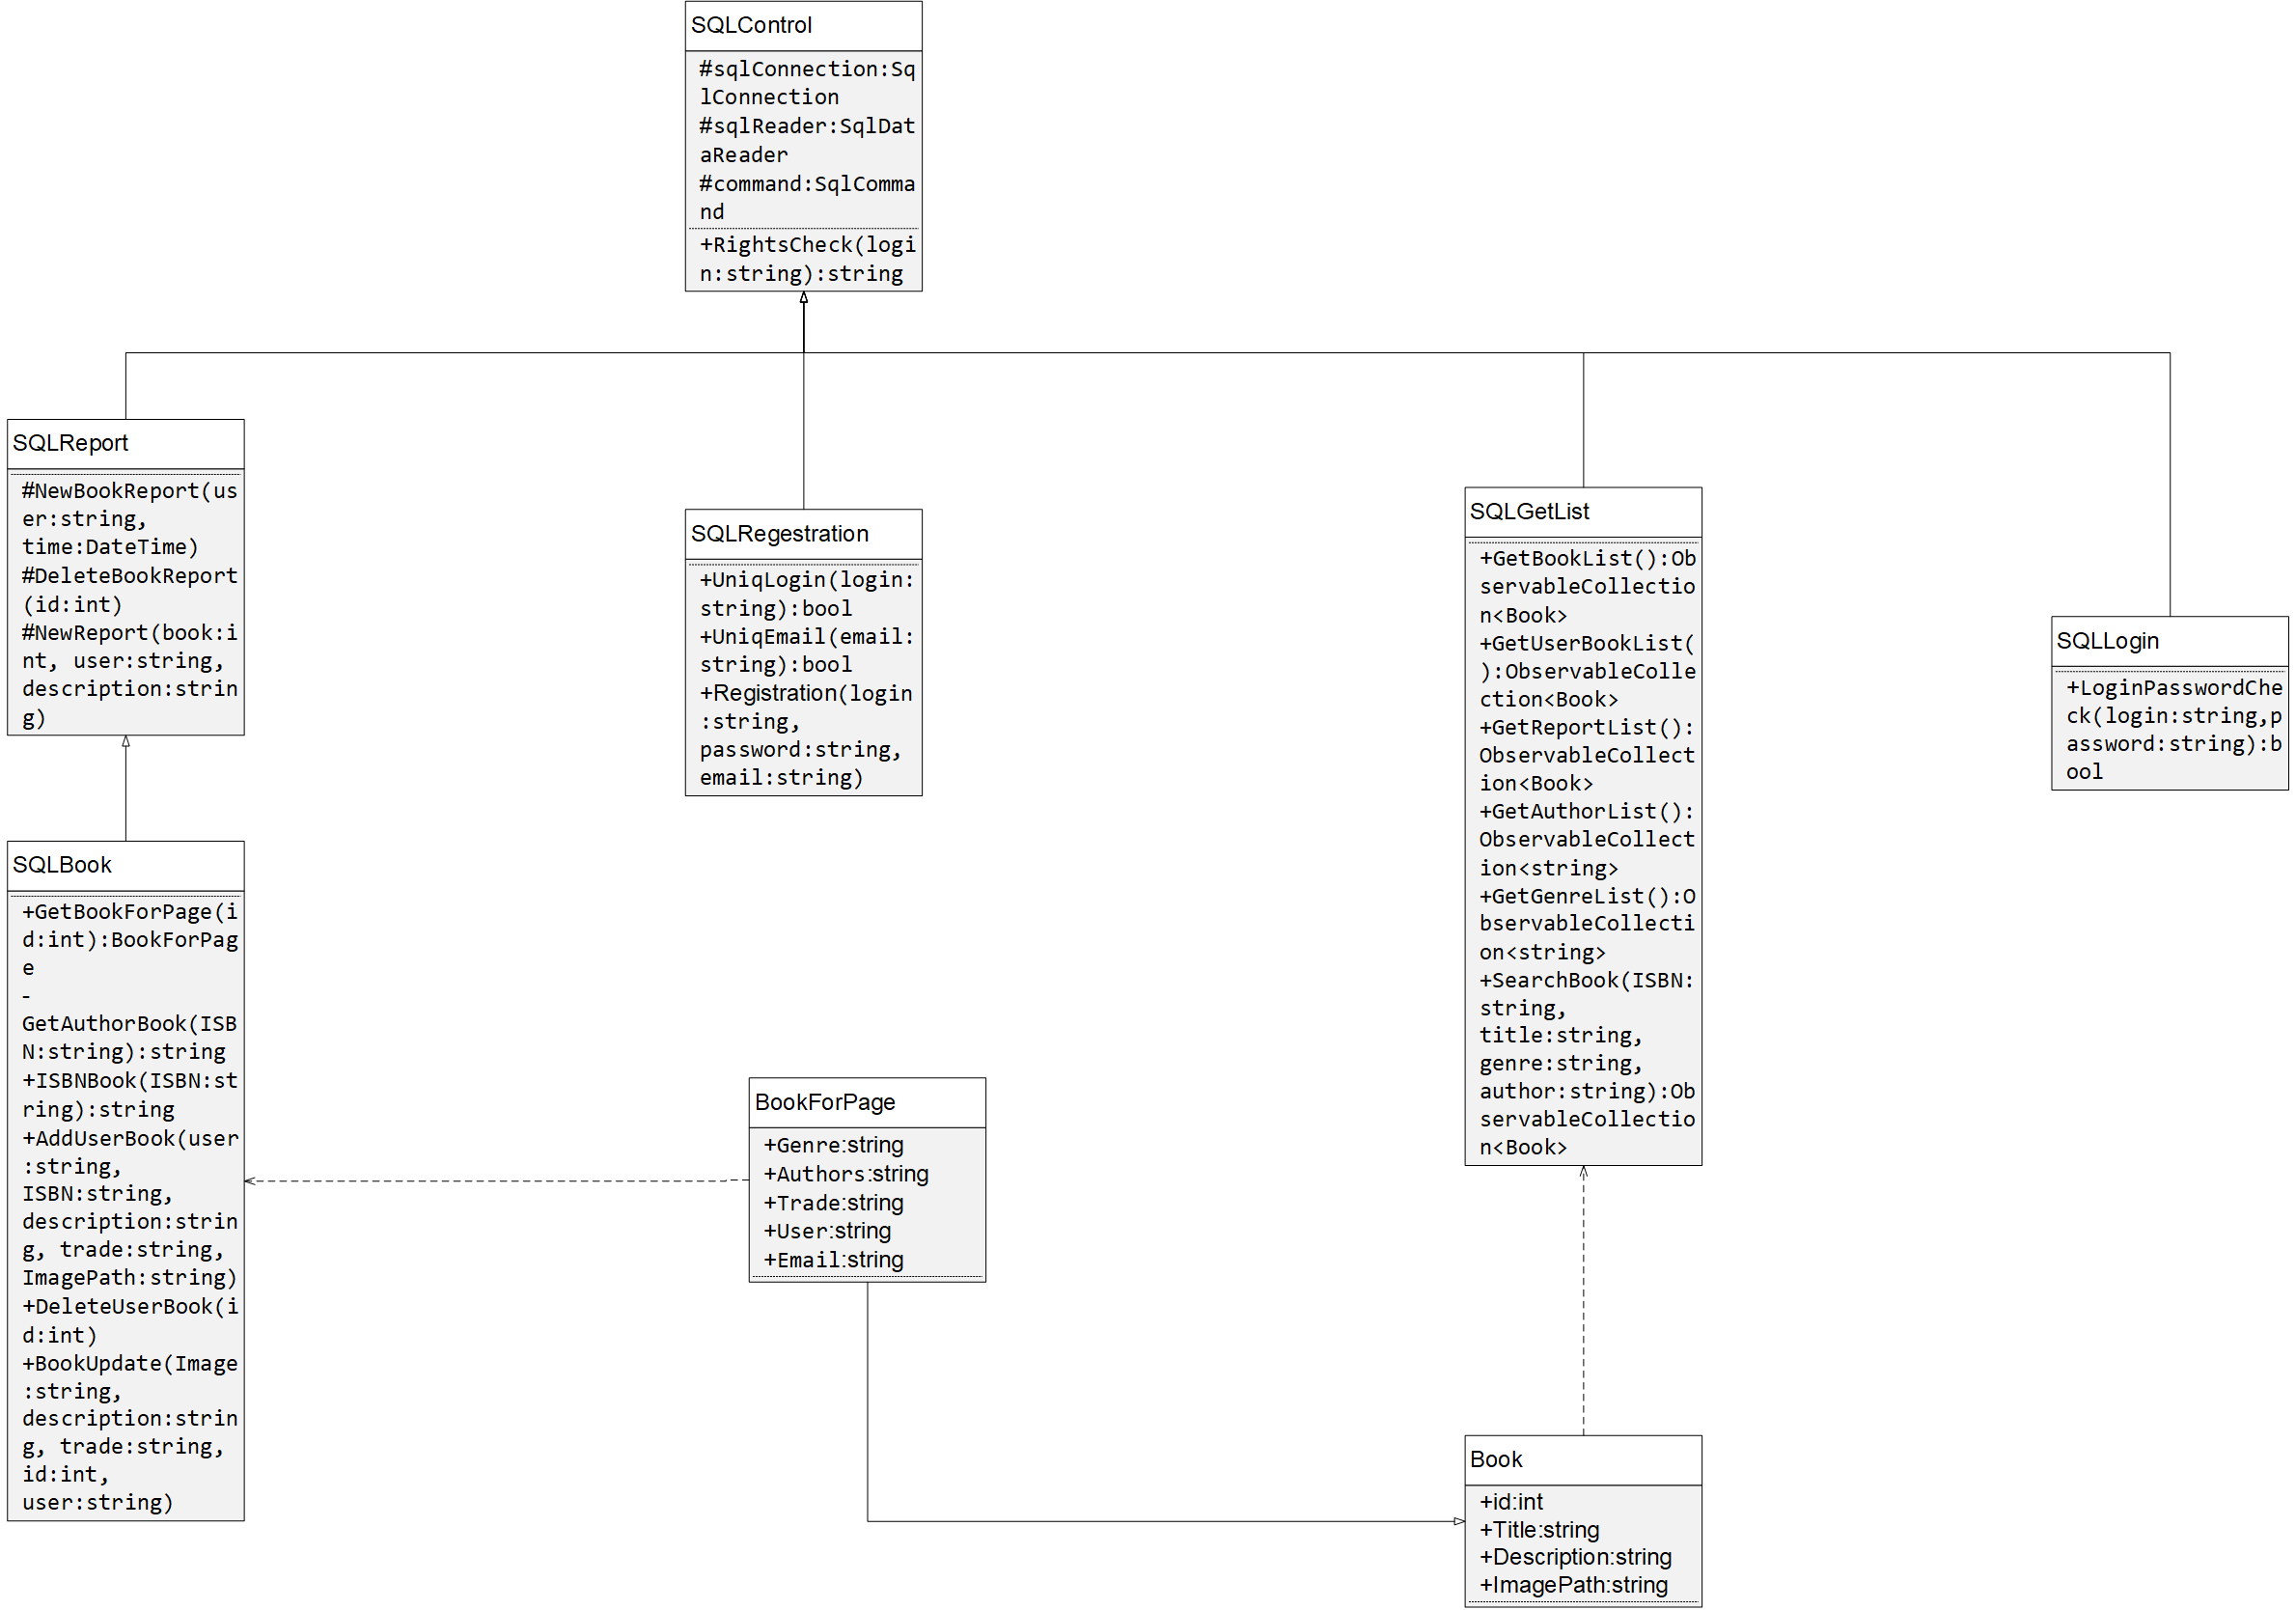 SQLControl
#sqlConnection:Sq
lConnection
#sqlReader:SqlDat
aReader
#command:SqlComma
nd
+RightsCheck(logi
n:string):string
SQLReport
#NewBookReport(us
er:string,
time:DateTime)
#DeleteBookReport
(id:int)
#NewReport(book:i
nt, user:string,
description:strin
g)
SQLRegestration
+UniqLogin(login:
string):bool
+UniqEmail(email:
string):bool
+Registration(login
:string,
password:string,
email:string)
SQLGetList
+GetBookList():Ob
servableCollectio
n<Book>
+GetUserBookList(
):ObservableColle
ction<Book>
+GetReportList():
ObservableCollect
ion<Book>
+GetAuthorList():
ObservableCollect
ion<string>
+GetGenreList():O
bservableCollecti
on<string>
+SearchBook(ISBN:
string,
title:string,
genre:string,
author:string):Ob
servableCollectio
n<Book>
SQLLogin
+LoginPasswordChe
ck(login:string,p
assword:string):b
ool
SQLBook
+GetBookForPage(i
d:int):BookForPag
e
-
GetAuthorBook(ISB
N:string):string
+ISBNBook(ISBN:st
ring):string
+AddUserBook(user
:string,
ISBN:string,
description:strin
g, trade:string,
ImagePath:string)
+DeleteUserBook(i
d:int)
+BookUpdate(Image
:string,
description:strin
g, trade:string,
id:int,
user:string)
BookForPage
+Genre:string
+Authors:string
+Trade:string
+User:string
+Email:string
Book
+id:int
+Title:string
+Description:string
+ImagePath:string